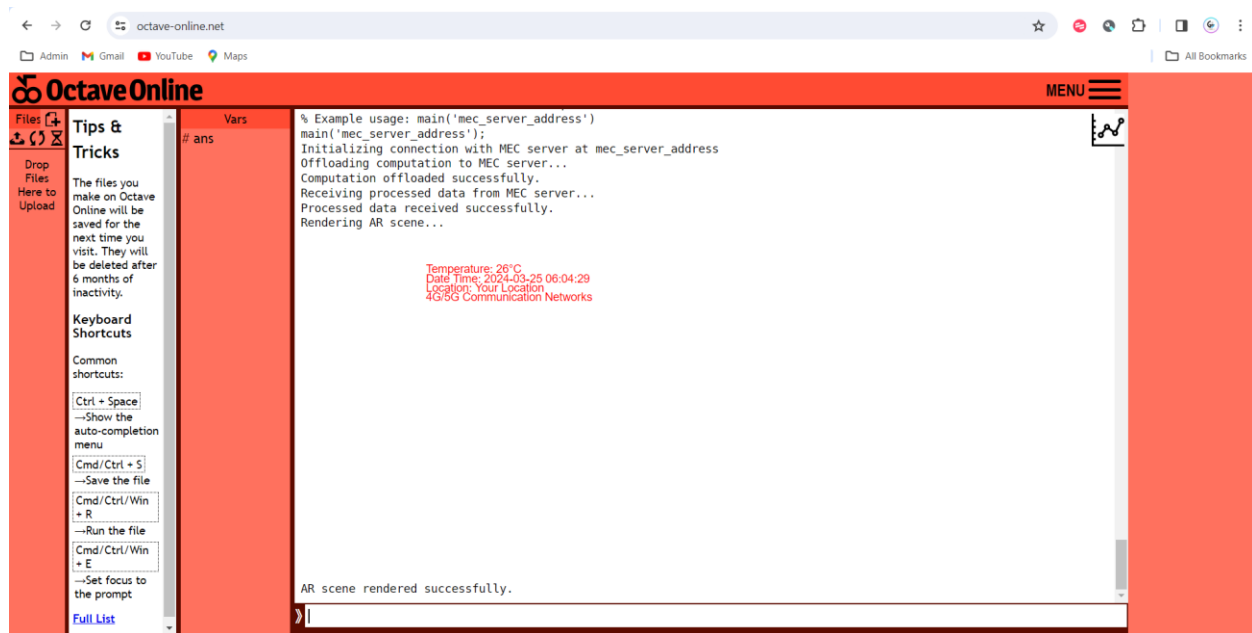 octave-online.net
Admin
Gmail
YouTube
Maps
All Bookmarks
Octave Online
MENU
Files
Drop
Files
Here to
Upload
Tips &
Tricks
The files you
make on Octave
Online will be
saved for the
next time you
visit. They will
be deleted after
6 months of
inactivity.
Keyboard
Shortcuts
Common
shortcuts:
Ctrl + Space
→Show the
auto-completion
menu
Cmd/Ctrl + S
→Save the file
Cmd/Ctrl/Win
+ R
→Run the file
Cmd/Ctrl/Win
+ E
→Set focus to
the prompt
Full List
Vars
# ans
% Example usage: main('mec_server_address')
main('mec_server_address');
Initializing connection with MEC server at mec_server_address
Offloading computation to MEC server...
Computation offloaded successfully.
Receiving processed data from MEC server...
Processed data received successfully.
Rendering AR scene...
Temperature: 26°C
Date Time: 2024-03-25 06:04:29
Location: Your Location
4G/5G Communication Networks
AR scene rendered successfully.